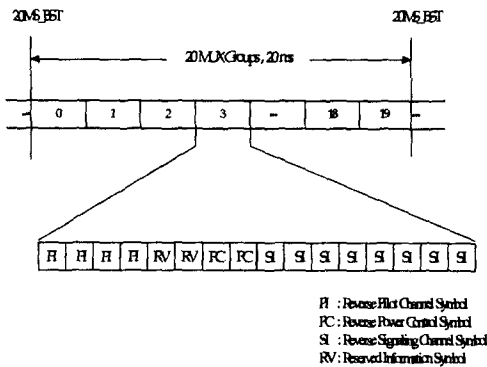 20MS_BST 20MS_BST
20 MUX Groups, 20 ms
0 1 2 3 - 18 19 -
PI PI PI PI RV RV PC PC SI SI SI SI SI SI SI SI
PI : Reverse Pilot Channel Symbol
PC : Reverse Power Control Symbol
SI : Reverse Signaling Channel Symbol
RV : Reserved Information Symbol